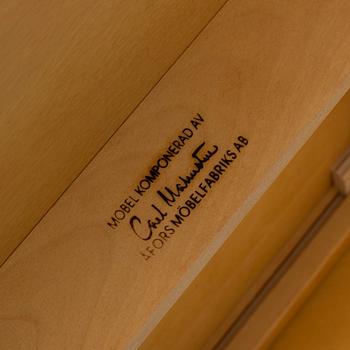 MÖBEL KOMPONERAD AV
Carl Malmsten
ÅFORS MÖBELFABRIKS AB